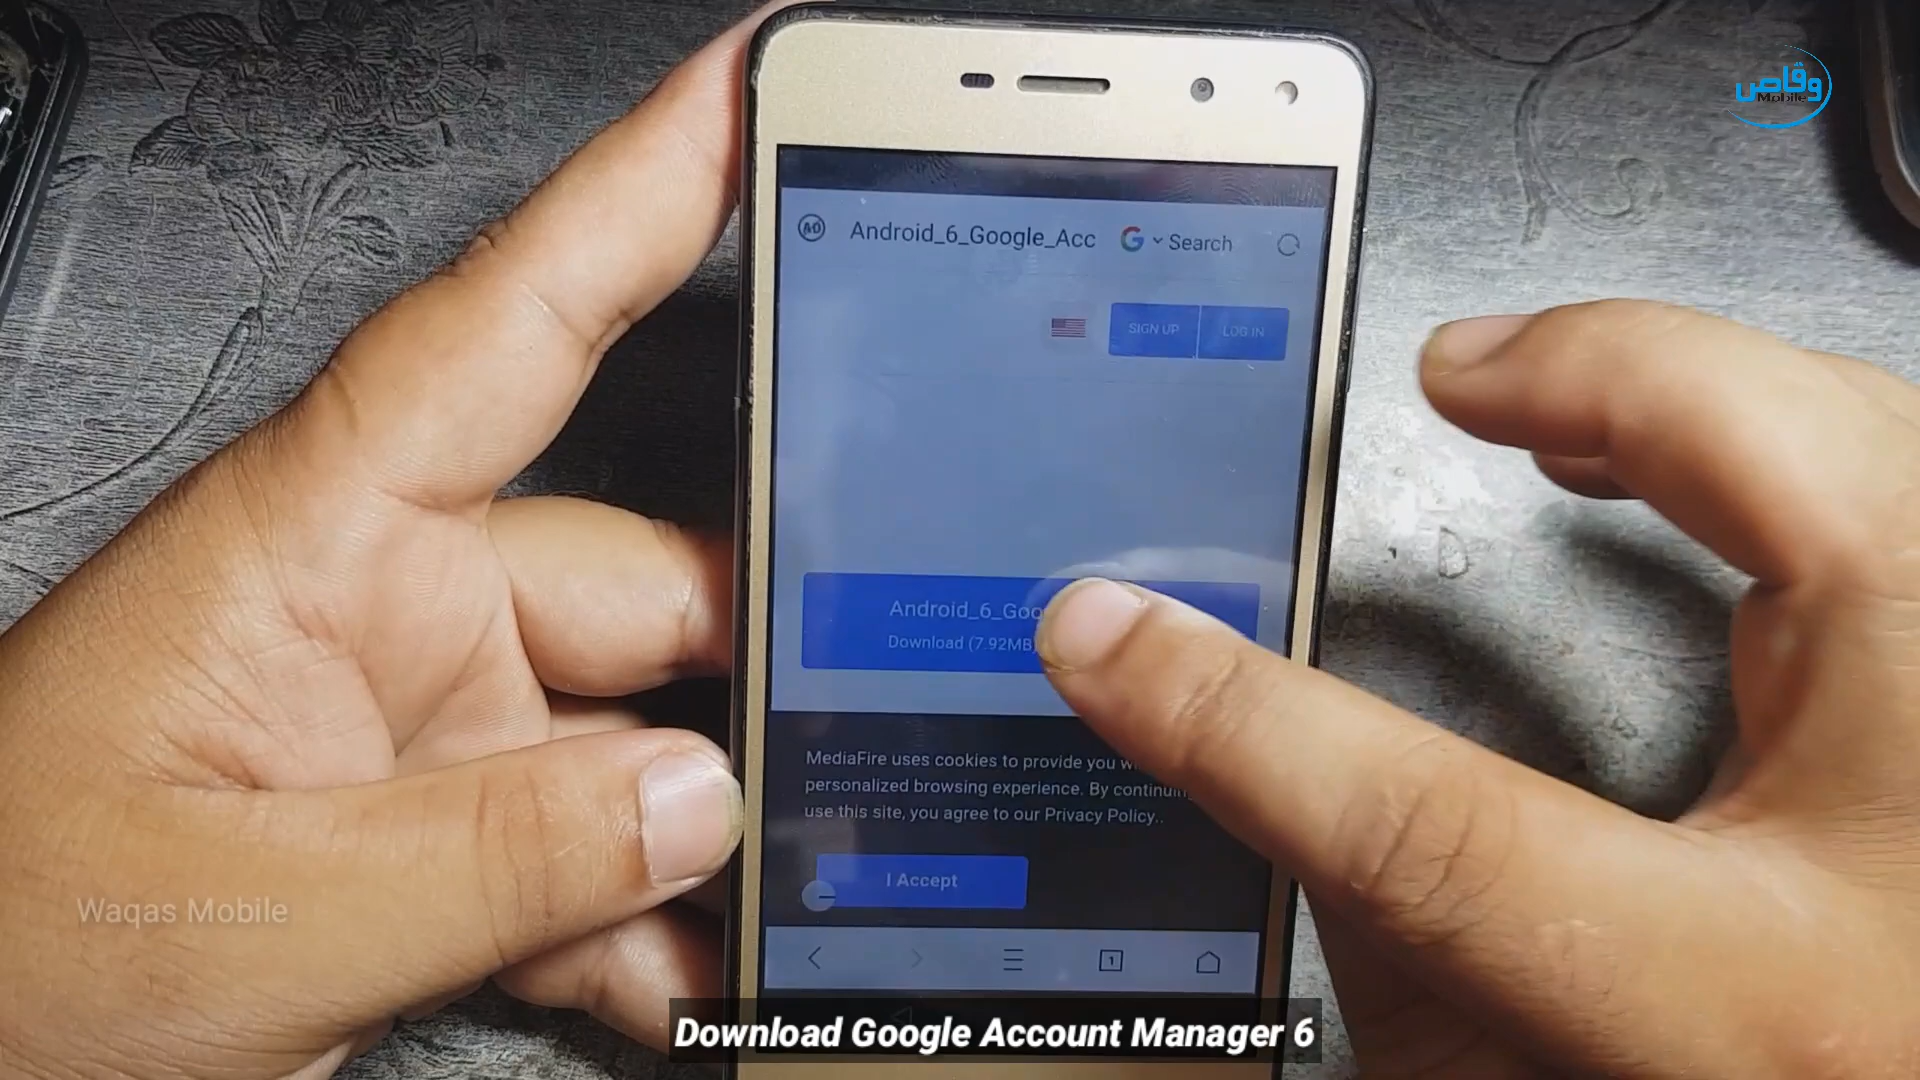 وقاص
Mobile
Android_6_Google_Acc
Search
SIGN UP
LOG IN
Android_6_Goo
Download (7.92MB)
MediaFire uses cookies to provide you w
personalized browsing experience. By continuing
use this site, you agree to our Privacy Policy..
I Accept
1
Waqas Mobile
Download Google Account Manager 6